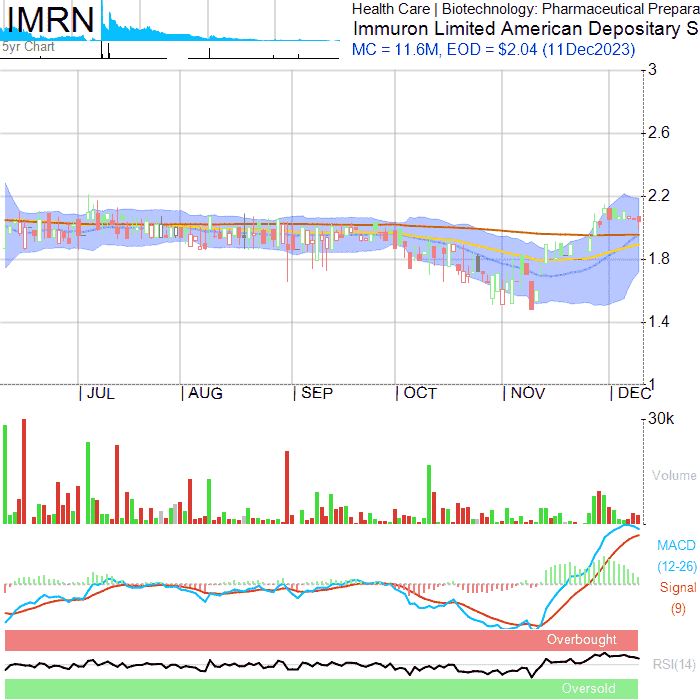 IMRN
5yr Chart
Health Care | Biotechnology: Pharmaceutical Prepara
Immuron Limited American Depositary S
MC = 11.6M, EOD = $2.04 (11Dec2023)
3
2.6
2.2
1.8
1.4
1
JUL AUG SEP OCT NOV DEC
30k
Volume
MACD
(12-26)
Signal
(9)
Overbought
RSI(14)
Oversold